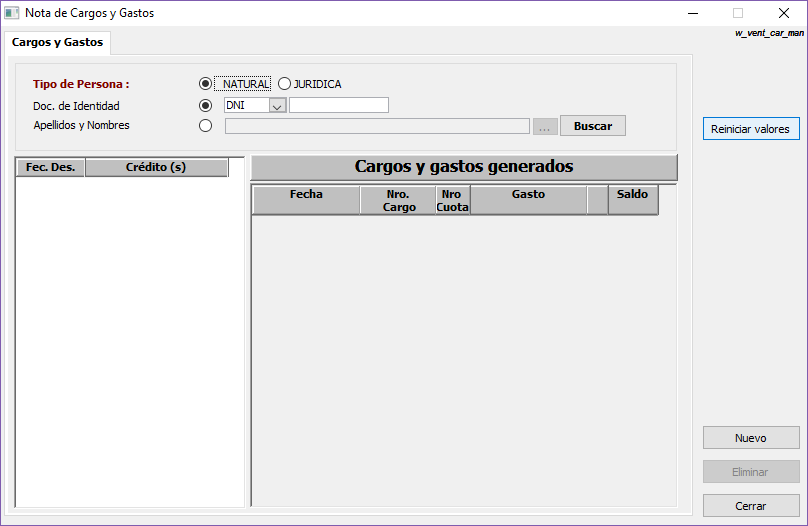 Nota de Cargos y Gastos
w_vent_car_man
Cargos y Gastos
Tipo de Persona : NATURAL JURIDICA
Doc. de Identidad DNI
Apellidos y Nombres ... Buscar
Reiniciar valores
Fec. Des. Crédito (s)
Cargos y gastos generados
Fecha Nro. Nro Gasto Saldo
Cargo Cuota
Nuevo
Eliminar
Cerrar